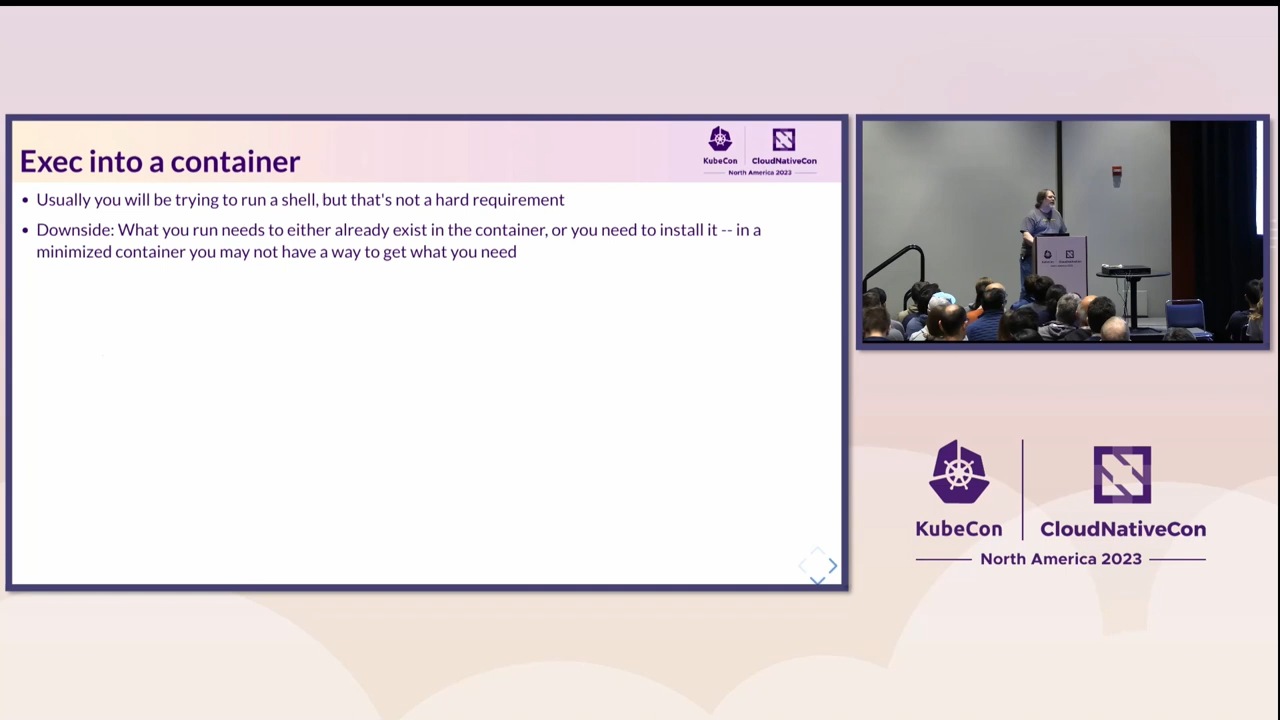 Exec into a container
KubeCon
CloudNativeCon
North America 2023
• Usually you will be trying to run a shell, but that's not a hard requirement
• Downside: What you run needs to either already exist in the container, or you need to install it -- in a
minimized container you may not have a way to get what you need
KubeCon
CloudNativeCon
North America 2023